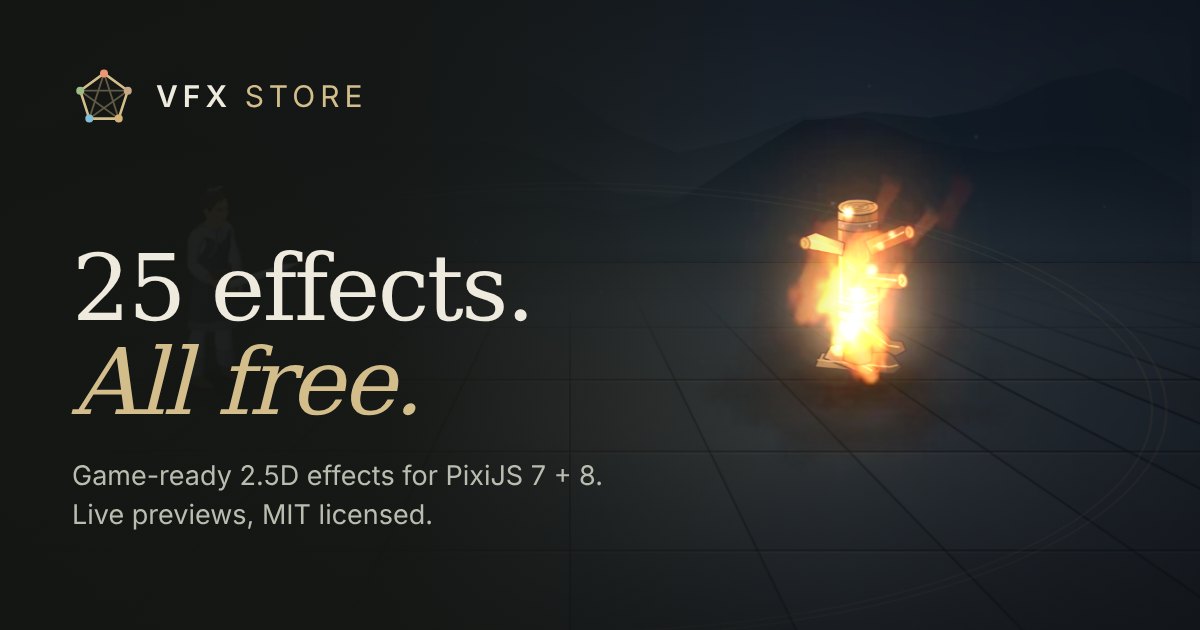 VFX STORE
25 effects.
All free.
Game-ready 2.5D effects for PixiJS 7 + 8.
Live previews, MIT licensed.